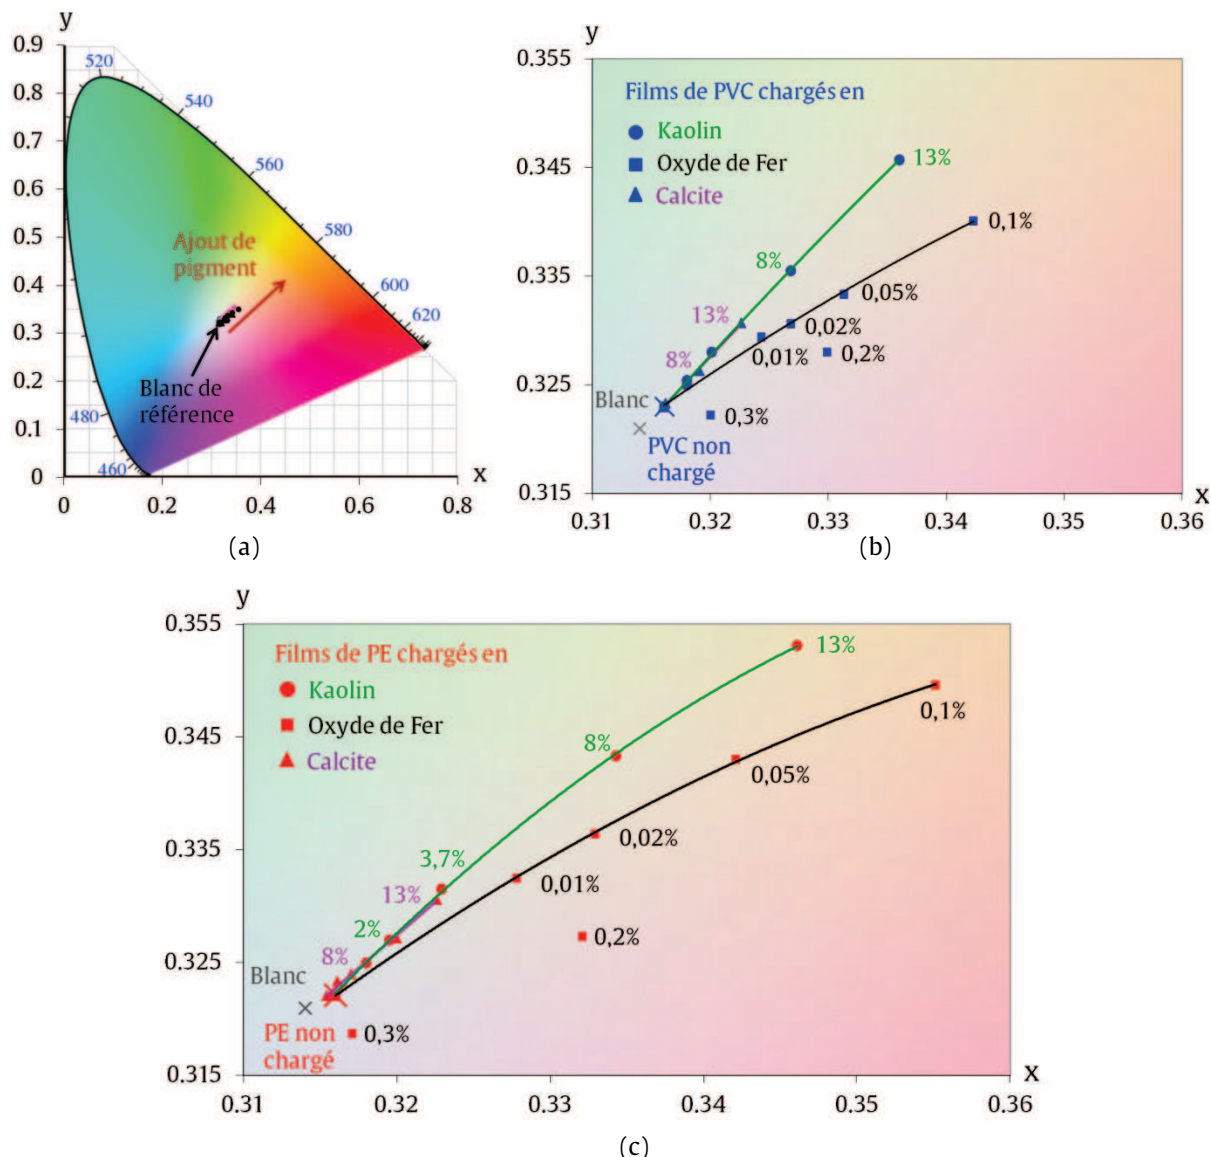 y
0.9
0.8
0.7
0.6
0.5
0.4
0.3
0.2
0.1
0
520
540
560
580
600
620
480
460
Ajout de
pigment
Blanc de
référence
0
0.2
0.4
0.6
0.8
x
(a)
y
0.355
0.345
0.335
0.325
0.315
Films de PVC chargés en
Kaolin
Oxyde de Fer
Calcite
13%
0,1%
8%
0,05%
13%
0,02%
8%
0,01%
0,2%
Blanc
0,3%
PVC non
chargé
0.31
0.32
0.33
0.34
0.35
0.36
x
(b)
y
0.355
0.345
0.335
0.325
0.315
Films de PE chargés en
Kaolin
Oxyde de Fer
Calcite
13%
0,1%
8%
0,05%
0,02%
3,7%
13%
0,01%
2%
0,2%
8%
Blanc
PE non
chargé
0,3%
0.31
0.32
0.33
0.34
0.35
0.36
x
(c)